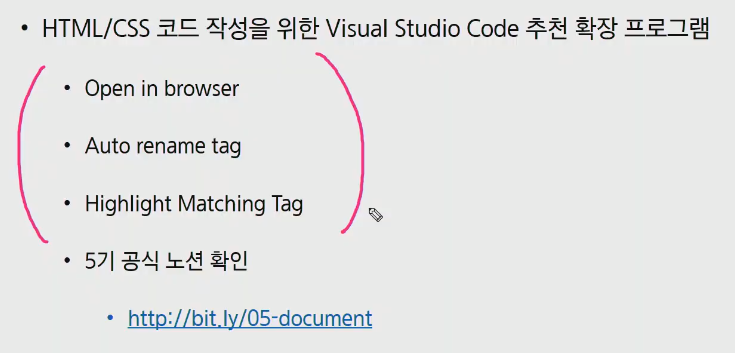 • HTML/CSS 코드 작성을 위한 Visual Studio Code 추천 확장 프로그램
• Open in browser
• Auto rename tag
• Highlight Matching Tag
• 5기 공식 노션 확인
• http://bit.ly/05-document